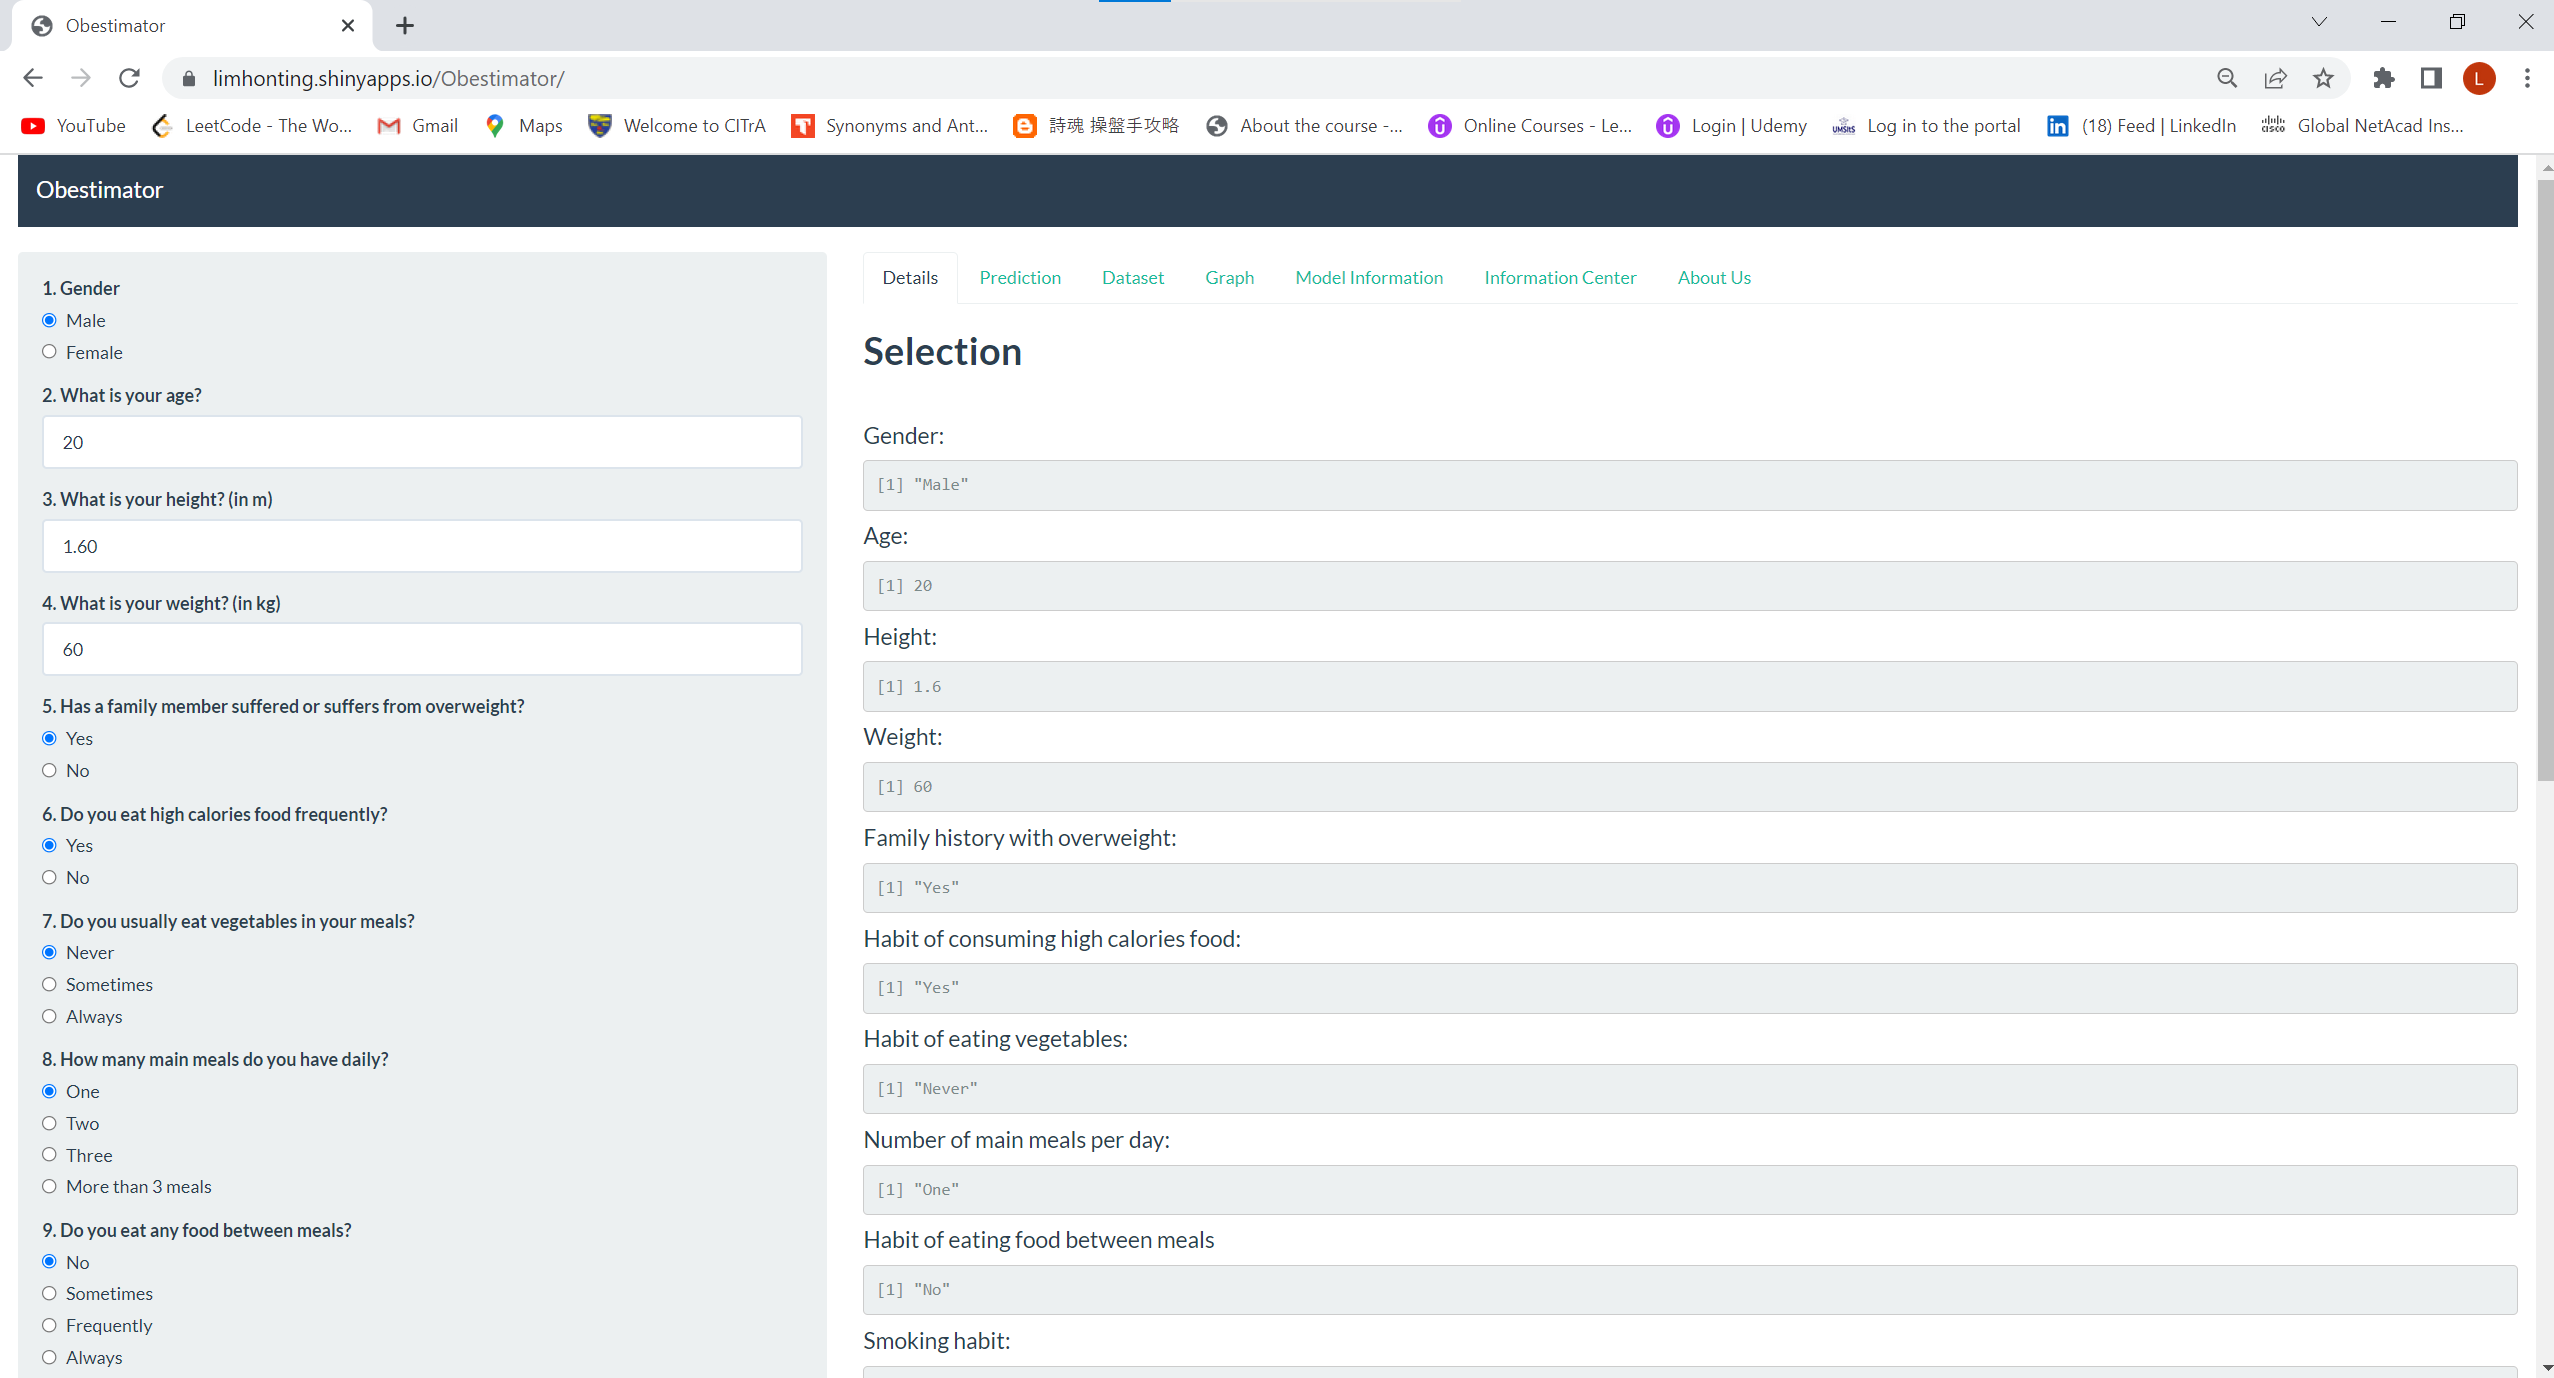 Obestimator
limhonting.shinyapps.io/Obestimator/
L
YouTube
LeetCode - The Wo...
Gmail
Maps
Welcome to CITrA
Synonyms and Ant...
詩魂 操盤手攻略
About the course -...
Online Courses - Le...
Login | Udemy
UMSitS
Log in to the portal
in
(18) Feed | LinkedIn
cisco
Global NetAcad Ins...
Obestimator
1. Gender
Male
Female
2. What is your age?
20
3. What is your height? (in m)
1.60
4. What is your weight? (in kg)
60
5. Has a family member suffered or suffers from overweight?
Yes
No
6. Do you eat high calories food frequently?
Yes
No
7. Do you usually eat vegetables in your meals?
Never
Sometimes
Always
8. How many main meals do you have daily?
One
Two
Three
More than 3 meals
9. Do you eat any food between meals?
No
Sometimes
Frequently
Always
Details
Prediction
Dataset
Graph
Model Information
Information Center
About Us
Selection
Gender:
[1] "Male"
Age:
[1] 20
Height:
[1] 1.6
Weight:
[1] 60
Family history with overweight:
[1] "Yes"
Habit of consuming high calories food:
[1] "Yes"
Habit of eating vegetables:
[1] "Never"
Number of main meals per day:
[1] "One"
Habit of eating food between meals
[1] "No"
Smoking habit: